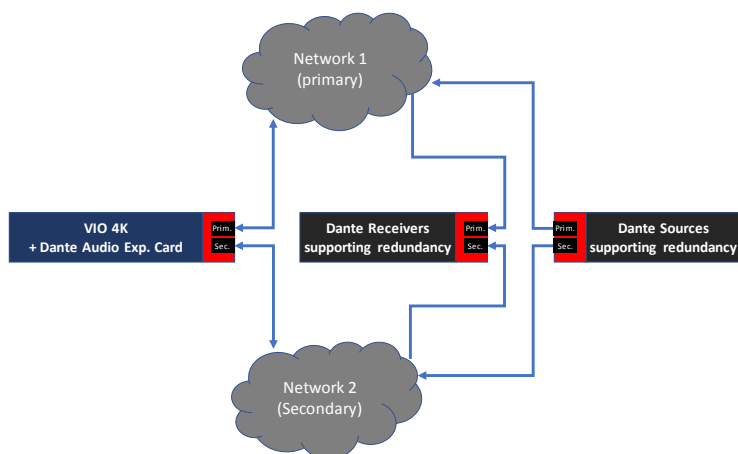 Network 1
(primary)
VIO 4K
+ Dante Audio Exp. Card
Prim.
Sec.
Dante Receivers
supporting redundancy
Prim.
Sec.
Prim.
Sec.
Dante Sources
supporting redundancy
Network 2
(Secondary)